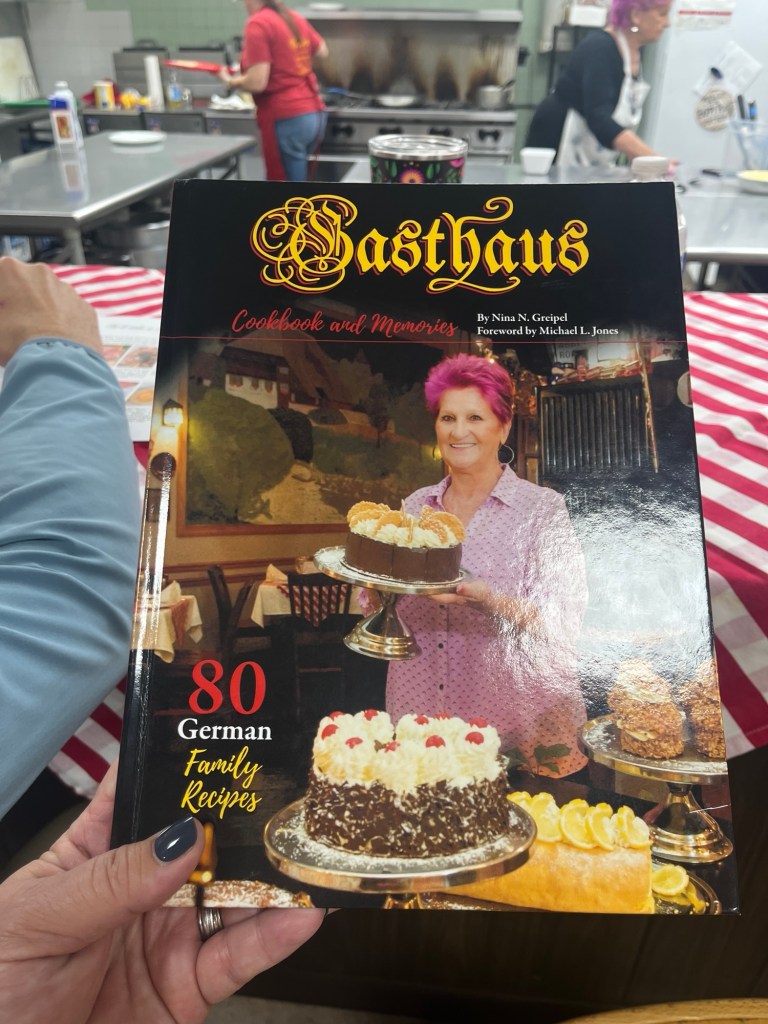 Gasthaus
Cookbook and Memories
By Nina N. Greipel
Foreword by Michael L. Jones
80
German
Family
Recipes